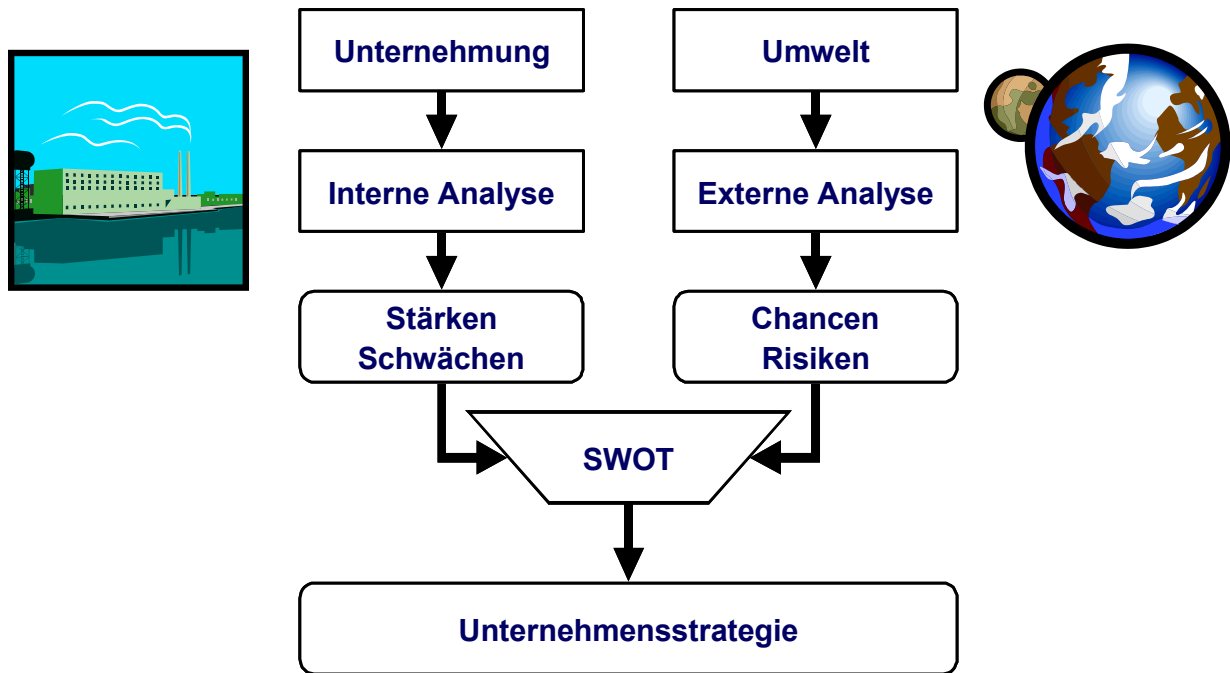 Unternehmung
Umwelt
Interne Analyse
Externe Analyse
Stärken
Schwächen
Chancen
Risiken
SWOT
Unternehmensstrategie